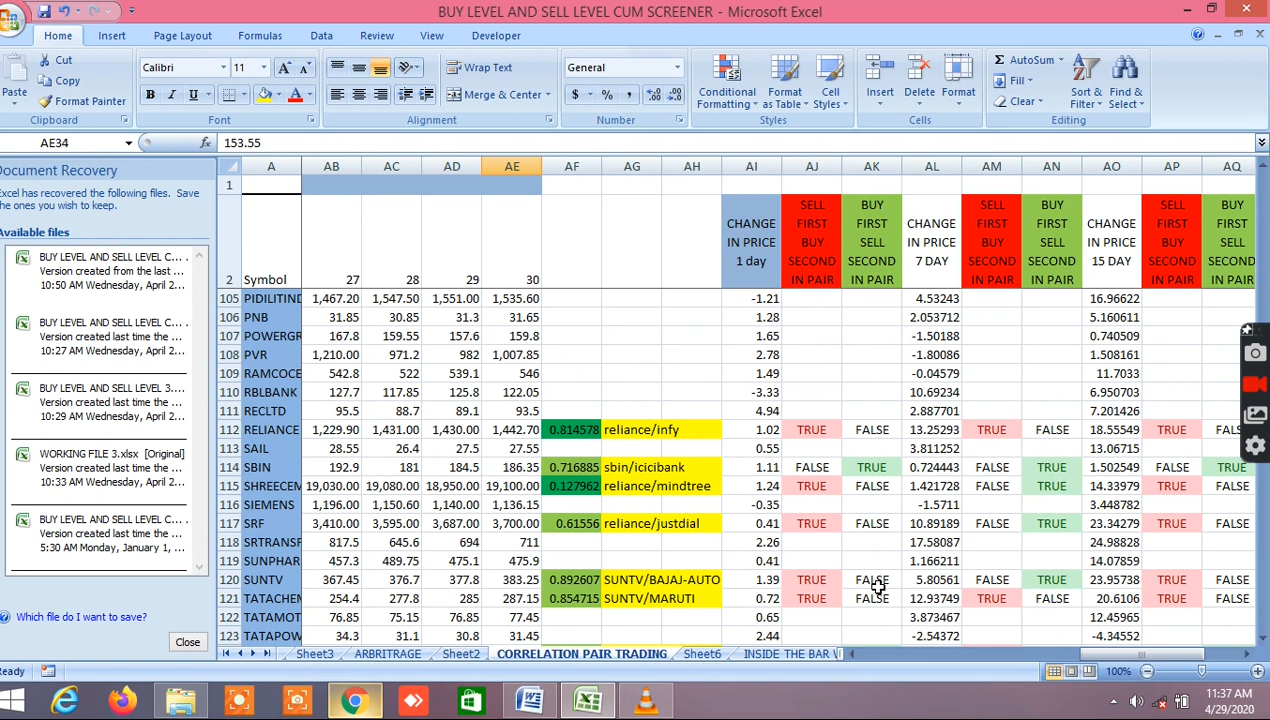 BUY LEVEL AND SELL LEVEL CUM SCREENER - Microsoft Excel
Home Insert Page Layout Formulas Data Review View Developer
Paste Cut Copy Format Painter
Calibri 11 B I U
Wrap Text Merge & Center
General $ % ,
Conditional Formatting Format as Table Cell Styles
Insert Delete Format
AutoSum Fill Clear Sort & Filter Find & Select
Clipboard Font Alignment Number Styles Cells Editing
AE34 fx 153.55
Document Recovery
Excel has recovered the following files. Save
the ones you wish to keep.
Available files
BUY LEVEL AND SELL LEVEL C...
Version created from the last ...
10:50 AM Wednesday, April 2...
BUY LEVEL AND SELL LEVEL C...
Version created last time the ...
10:27 AM Wednesday, April 2...
BUY LEVEL AND SELL LEVEL 3....
Version created last time the ...
10:29 AM Wednesday, April 2...
WORKING FILE 3.xlsx [Original]
Version created last time the ...
10:33 AM Wednesday, April 2...
BUY LEVEL AND SELL LEVEL C...
Version created last time the ...
5:30 AM Monday, January 1, ...
Which file do I want to save?
Close
A AB AC AD AE AF AG AH AI AJ AK AL AM AN AO AP AQ
1
2 Symbol 27 28 29 30 CHANGE IN PRICE 1 day SELL FIRST BUY SECOND IN PAIR BUY FIRST SELL SECOND IN PAIR CHANGE IN PRICE 7 DAY SELL FIRST BUY SECOND IN PAIR BUY FIRST SELL SECOND IN PAIR CHANGE IN PRICE 15 DAY SELL FIRST BUY SECOND IN PAIR BUY FIRST SELL SECOND IN PAIR
105 PIDILITIND 1,467.20 1,547.50 1,551.00 1,535.60 -1.21 4.53243 16.96622
106 PNB 31.85 30.85 31.3 31.65 1.28 2.053712 5.160611
107 POWERGR 167.8 159.55 157.6 159.8 1.65 -1.50188 0.740509
108 PVR 1,210.00 971.2 982 1,007.85 2.78 -1.80086 1.508161
109 RAMCOCE 542.8 522 539.1 546 1.49 -0.04579 11.7033
110 RBLBANK 127.7 117.85 125.8 122.05 -3.33 10.69234 6.950703
111 RECLTD 95.5 88.7 89.1 93.5 4.94 2.887701 7.201426
112 RELIANCE 1,229.90 1,431.00 1,430.00 1,442.70 0.814578 reliance/infy 1.02 TRUE FALSE 13.25293 TRUE FALSE 18.55549 TRUE FALS
113 SAIL 28.55 26.4 27.5 27.55 0.55 3.811252 13.06715
114 SBIN 192.9 181 184.5 186.35 0.716885 sbin/icicibank 1.11 FALSE TRUE 0.724443 FALSE TRUE 1.502549 FALSE TRUE
115 SHREECEM 19,030.00 19,080.00 18,950.00 19,100.00 0.127962 reliance/mindtree 1.24 TRUE FALSE 1.421728 FALSE TRUE 14.33979 TRUE FALS
116 SIEMENS 1,196.00 1,150.60 1,140.00 1,136.15 -0.35 -1.5711 3.448782
117 SRF 3,410.00 3,595.00 3,687.00 3,700.00 0.61556 reliance/justdial 0.41 TRUE FALSE 10.89189 FALSE TRUE 23.34279 TRUE FALS
118 SRTRANSF 817.5 645.6 694.1 711 2.26 17.58087 24.98828
119 SUNPHAR 457.3 489.75 475.1 475.9 0.41 1.166211 14.07859
120 SUNTV 367.45 376.7 377.8 383.25 0.892607 SUNTV/BAJAJ-AUTO 1.39 TRUE FALSE 5.80561 FALSE TRUE 23.95738 TRUE FALS
121 TATACHEM 254.4 277.8 285 287.15 0.854715 SUNTV/MARUTI 0.72 TRUE FALSE 12.93749 TRUE FALSE 20.6106 TRUE FALS
122 TATAMOT 76.85 75.15 76.85 77.45 0.65 3.873467 12.45965
123 TATAPOW 34.3 31.1 30.8 31.45 2.44 -2.54372 -4.34552
Sheet3 ARBRITRAGE Sheet2 CORRELATION PAIR TRADING Sheet6 INSIDE THE BAR
Ready 100%
11:37 AM
4/29/2020